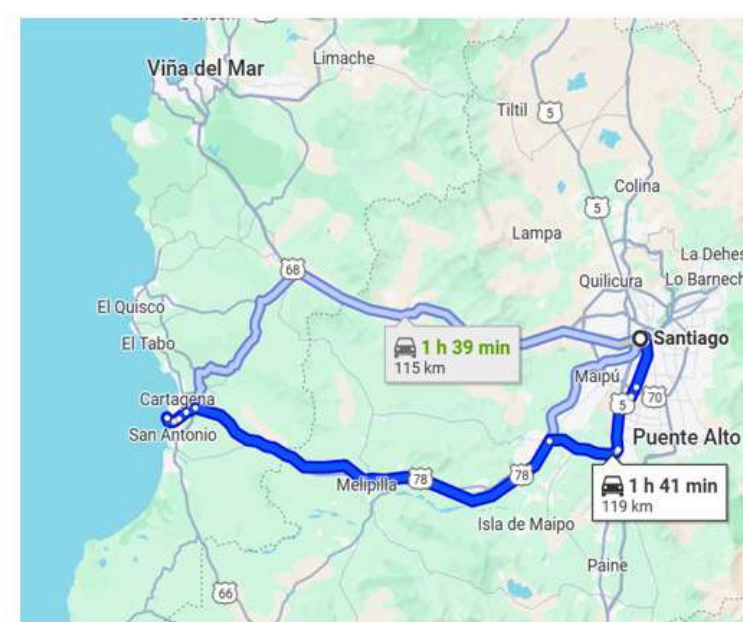 Viña del Mar
Limache
Tiltil
5
Colina
5
Lampa
La Dehes
68
Quilicura
Lo Barnech
El Quisco
Santiago
El Tabo
1 h 39 min
115 km
Maipú
Cartagena
5
70
San Antonio
Puente Alto
Melipilla
78
78
1 h 41 min
119 km
Isla de Maipo
Paine
66